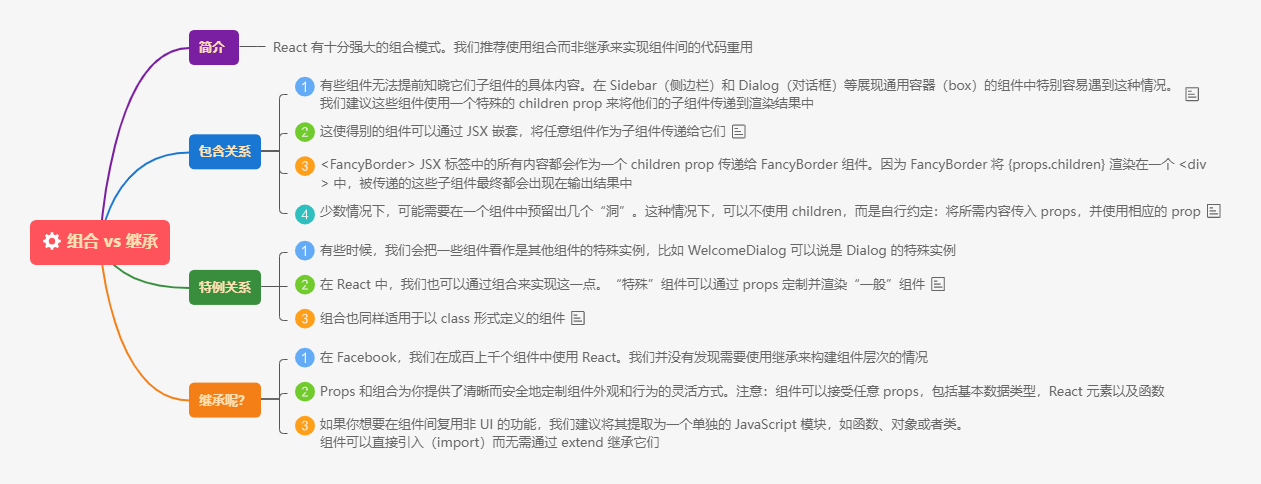 组合 vs 继承
简介
React 有十分强大的组合模式。我们推荐使用组合而非继承来实现组件间的代码重用
包含关系
1 有些组件无法提前知晓它们子组件的具体内容。在 Sidebar（侧边栏）和 Dialog（对话框）等展现通用容器（box）的组件中特别容易遇到这种情况。
我们建议这些组件使用一个特殊的 children prop 来将他们的子组件传递到渲染结果中
2 这使得别的组件可以通过 JSX 嵌套，将任意组件作为子组件传递给它们
3 <FancyBorder> JSX 标签中的所有内容都会作为一个 children prop 传递给 FancyBorder 组件。因为 FancyBorder 将 {props.children} 渲染在一个 <div
> 中，被传递的这些子组件最终都会出现在输出结果中
4 少数情况下，可能需要在一个组件中预留出几个“洞”。这种情况下，可以不使用 children，而是自行约定：将所需内容传入 props，并使用相应的 prop
特例关系
1 有些时候，我们会把一些组件看作是其他组件的特殊实例，比如 WelcomeDialog 可以说是 Dialog 的特殊实例
2 在 React 中，我们也可以通过组合来实现这一点。“特殊”组件可以通过 props 定制并渲染“一般”组件
3 组合也同样适用于以 class 形式定义的组件
继承呢？
1 在 Facebook，我们在成百上千个组件中使用 React。我们并没有发现需要使用继承来构建组件层次的情况
2 Props 和组合为你提供了清晰而安全地定制组件外观和行为的灵活方式。注意：组件可以接受任意 props，包括基本数据类型，React 元素以及函数
3 如果你想要在组件间复用非 UI 的功能，我们建议将其提取为一个单独的 JavaScript 模块，如函数、对象或者类。
组件可以直接引入（import）而无需通过 extend 继承它们